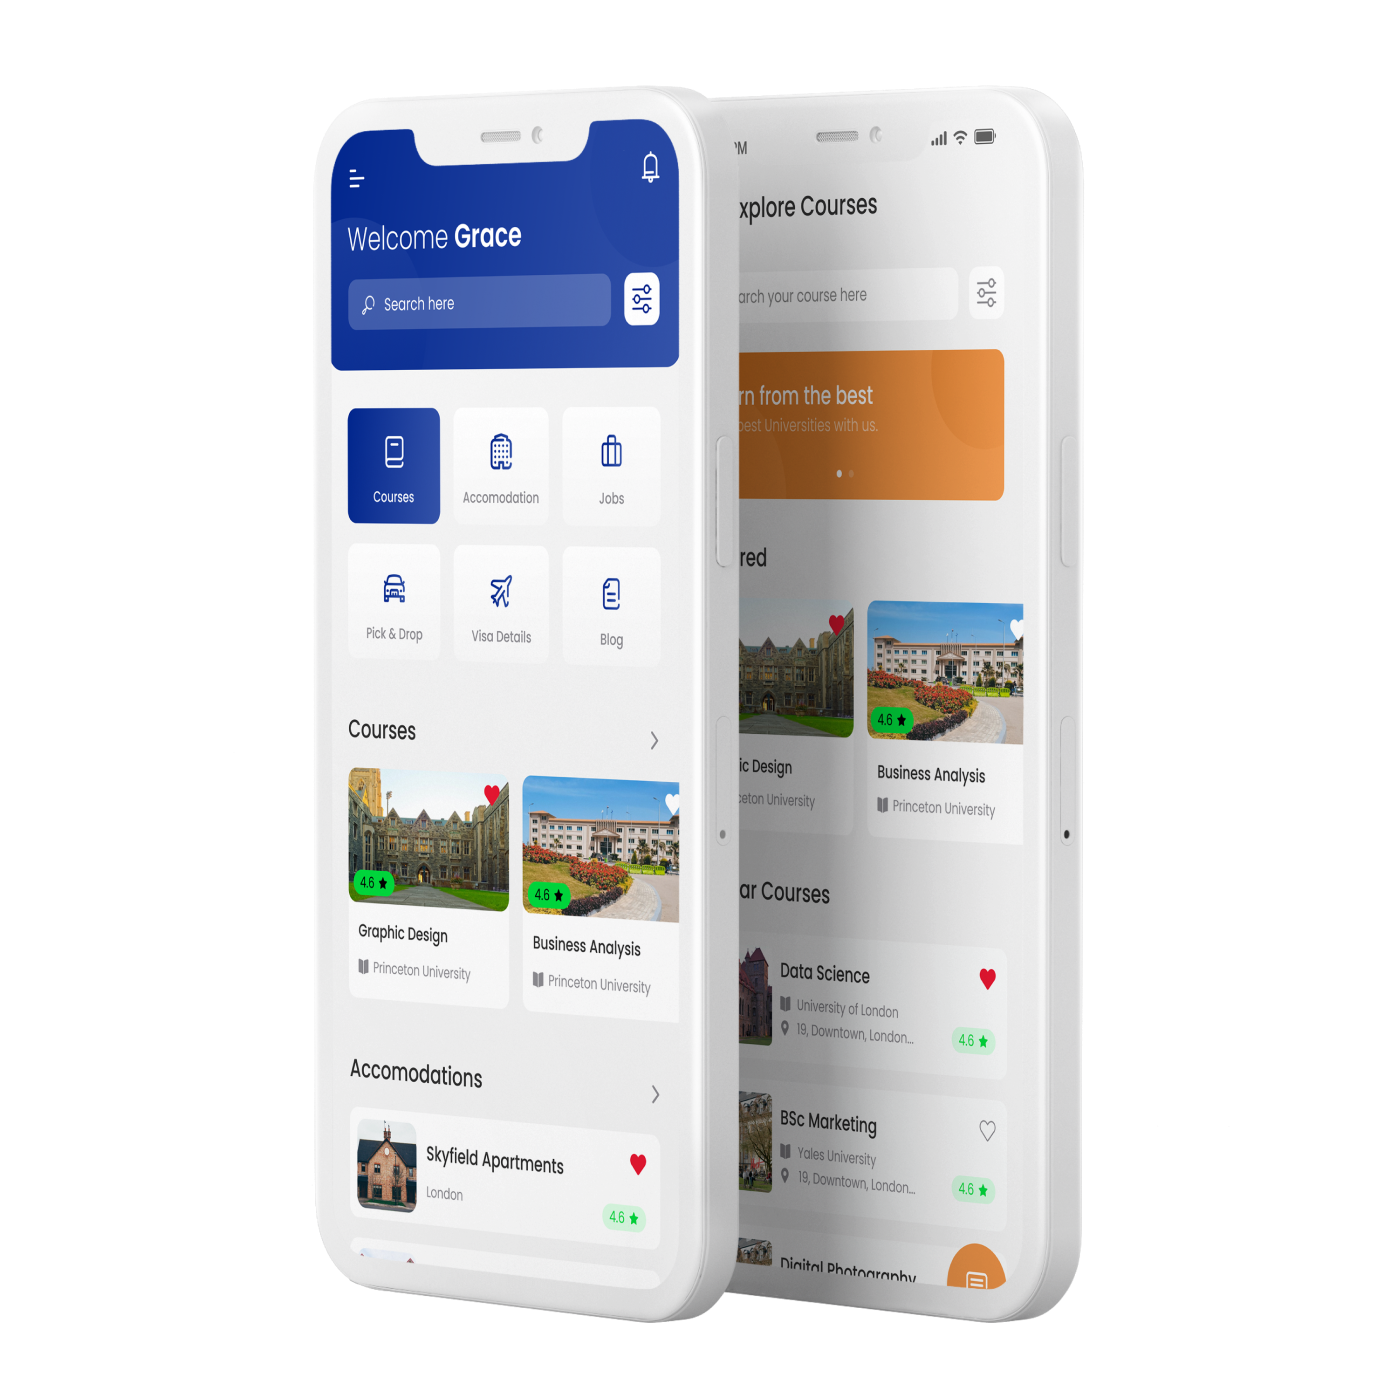 Welcome Grace
Search here
Courses
Accomodation
Jobs
Pick & Drop
Visa Details
Blog
Courses
4.6
4.6
Graphic Design
Princeton University
Business Analysis
Princeton University
Accomodations
Skyfield Apartments
London
4.6
PM
xplore Courses
arch your course here
rn from the best
best Universities with us.
red
4.6
ic Design
ceton University
Business Analysis
Princeton University
ar Courses
Data Science
University of London
19, Downtown, London...
4.6
BSc Marketing
Yales University
19, Downtown, London...
4.6
Digital Photography